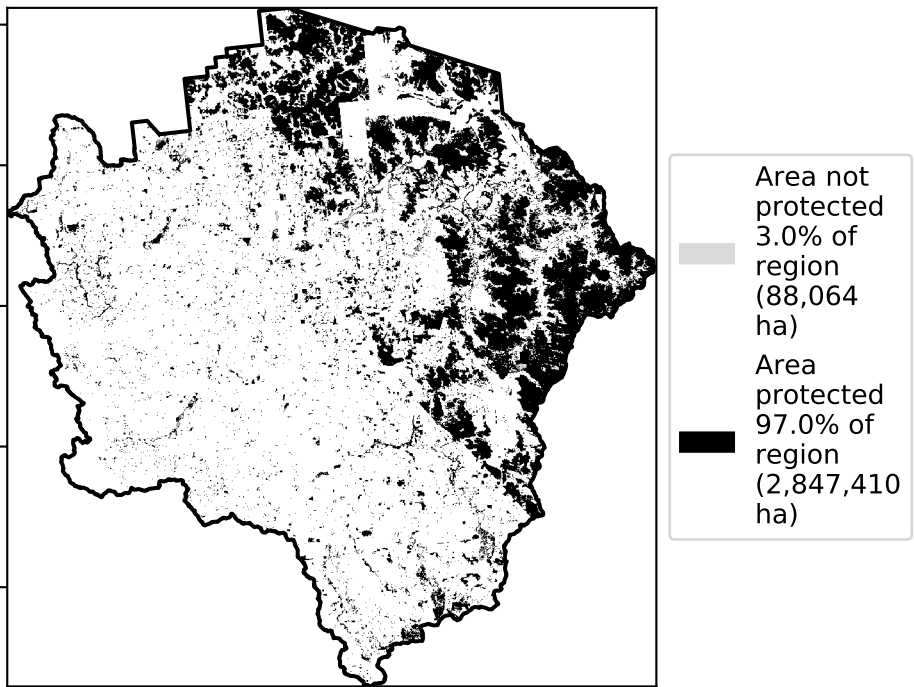 Area not
protected
3.0% of
region
(88,064
ha)
Area
protected
97.0% of
region
(2,847,410
ha)